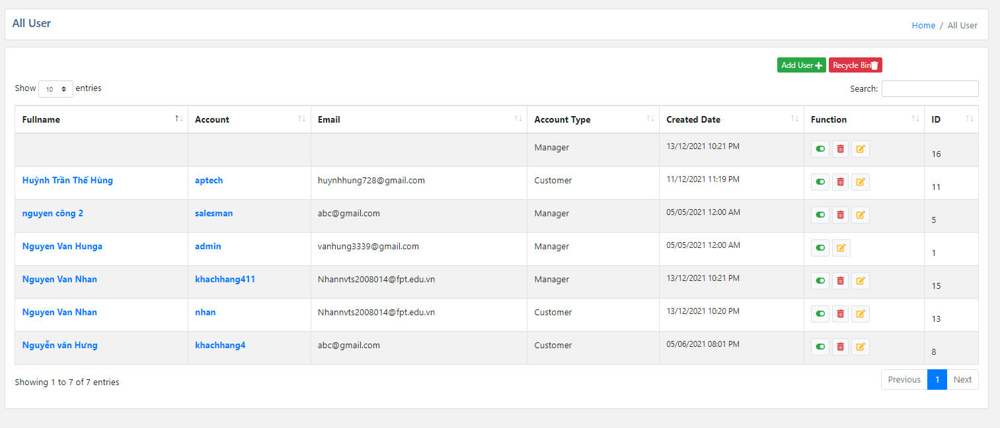 All User
Home / All User
Add User Recycle Bin
Show 10 entries Search:
Fullname Account Email Account Type Created Date Function ID
Manager 13/12/2021 10:21 PM 16
Huỳnh Trần Thế Hùng aptech huynhhung728@gmail.com Customer 11/12/2021 11:19 PM 11
nguyen công 2 salesman abc@gmail.com Manager 05/05/2021 12:00 AM 5
Nguyen Van Hunga admin vanhung3339@gmail.com Manager 05/05/2021 12:00 AM 1
Nguyen Van Nhan khachhang411 Nhannvts2008014@fpt.edu.vn Manager 13/12/2021 10:21 PM 15
Nguyen Van Nhan nhan Nhannvts2008014@fpt.edu.vn Customer 13/12/2021 10:20 PM 13
Nguyễn văn Hưng khachhang4 abc@gmail.com Customer 05/06/2021 08:01 PM 8
Showing 1 to 7 of 7 entries Previous 1 Next